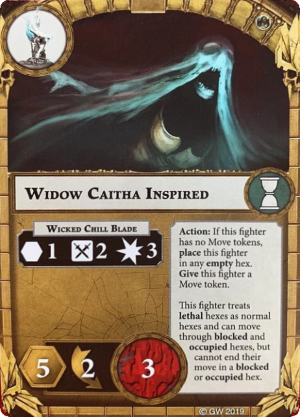 WIDOW CAITHA INSPIRED
WICKED CHILL BLADE
1 2 3
Action: If this fighter
has no Move tokens,
place this fighter
in any empty hex.
Give this fighter a
Move token.
This fighter treats
lethal hexes as normal
hexes and can move
through blocked and
occupied hexes, but
cannot end their
move in a blocked
or occupied hex.
5 2 3
© GW 2019